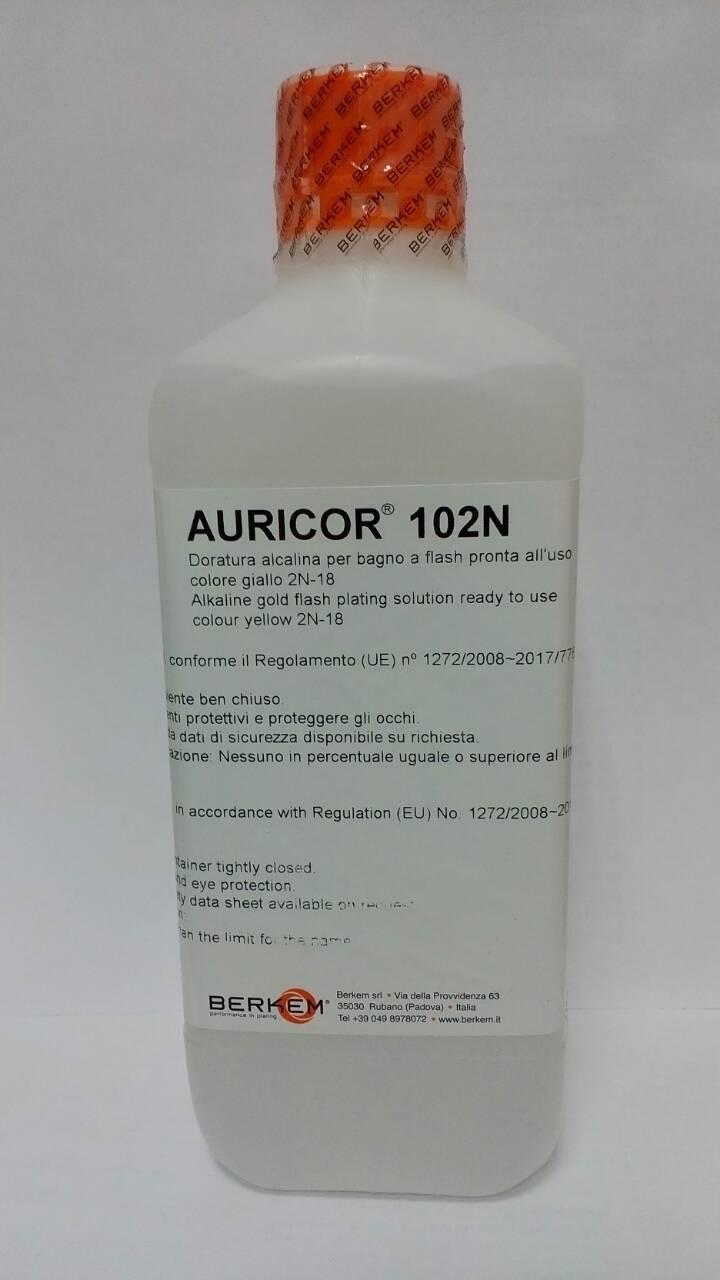 BERKEM
AURICOR® 102N
Doratura alcalina per bagno a flash pronta all'uso
colore giallo 2N-18
Alkaline gold flash plating solution ready to use
colour yellow 2N-18
conforme il Regolamento (UE) nº 1272/2008~2017/776
ente ben chiuso.
nti protettivi e proteggere gli occhi.
a dati di sicurezza disponibile su richiesta.
azione: Nessuno in percentuale uguale o superiore al lim
in accordance with Regulation (EU) No. 1272/2008~20
tainer tightly closed.
nd eye protection.
ty data sheet available on request
n:
an the limit for the name
BERKEM®
performance in plating
Berkem srl • Via della Provvidenza 63
35030 Rubano (Padova) • Italia
Tel +39 049 8978072 • www.berkem.it